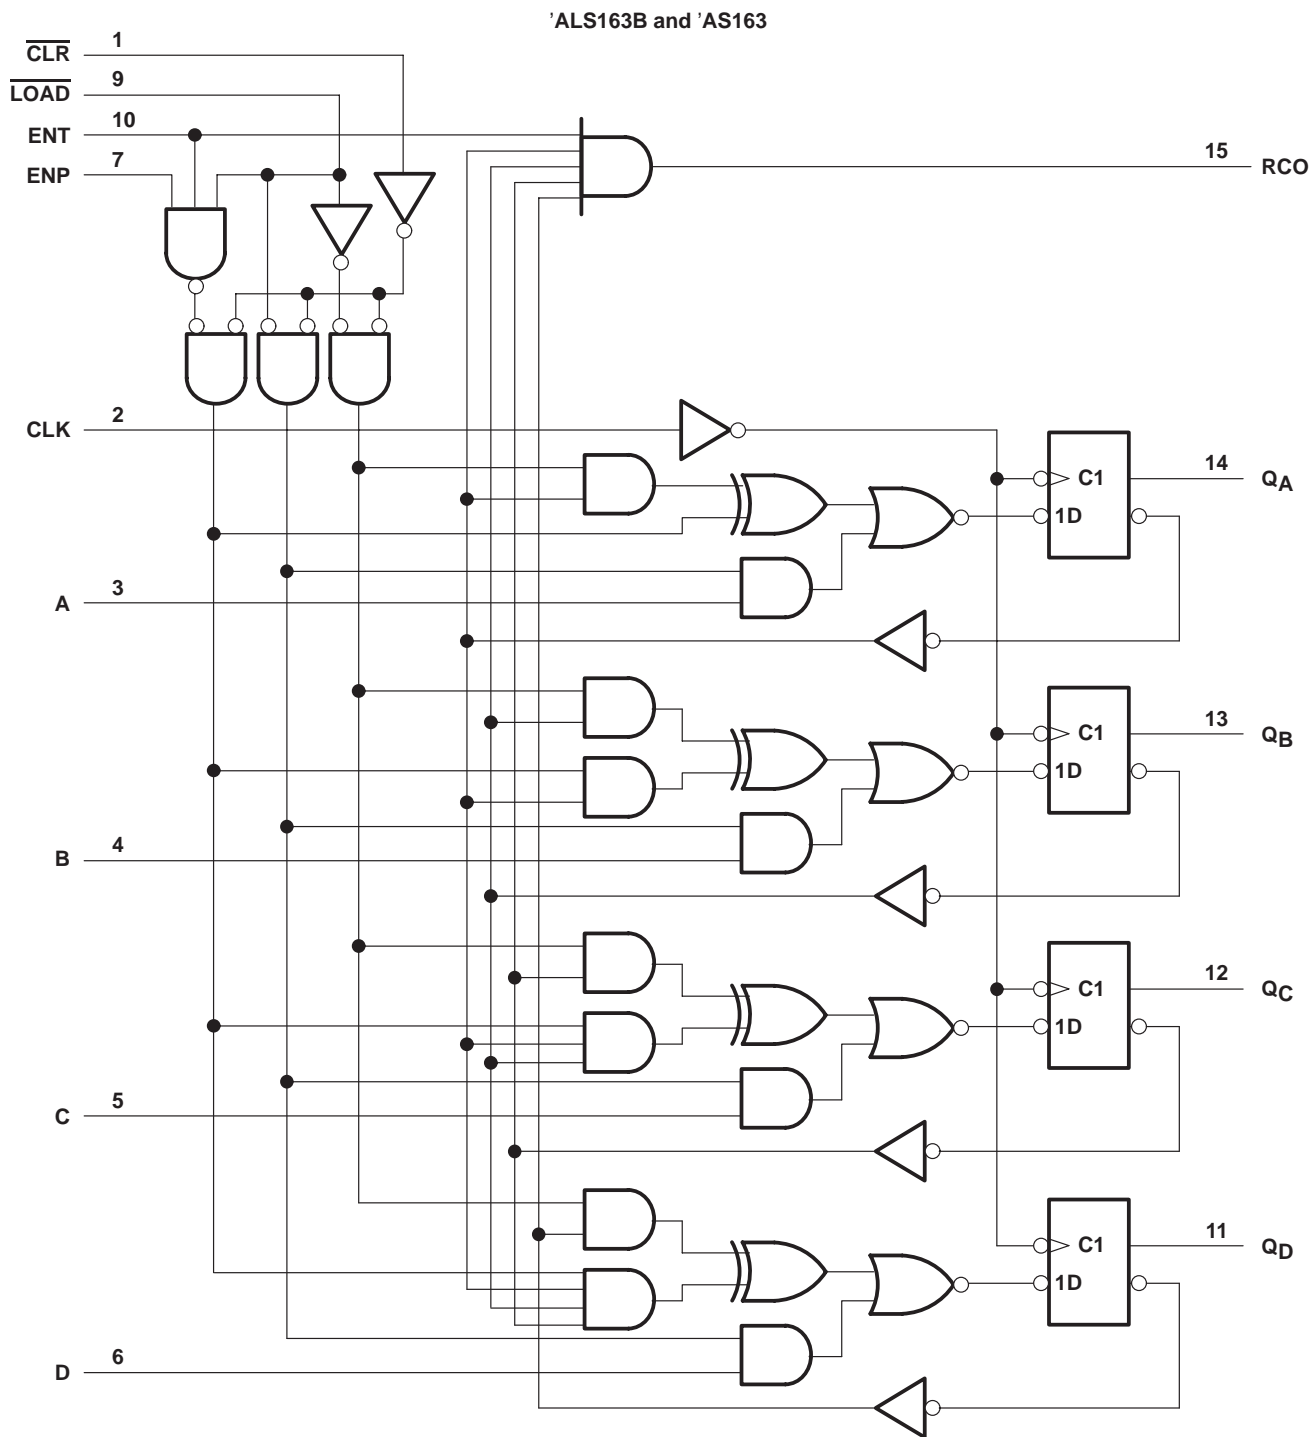 ’ALS163B and ’AS163
CLR 1
LOAD 9
ENT 10
ENP 7
15 RCO
CLK 2
C1
1D
14 QA
A 3
C1
1D
13 QB
B 4
C1
1D
12 QC
C 5
C1
1D
11 QD
D 6